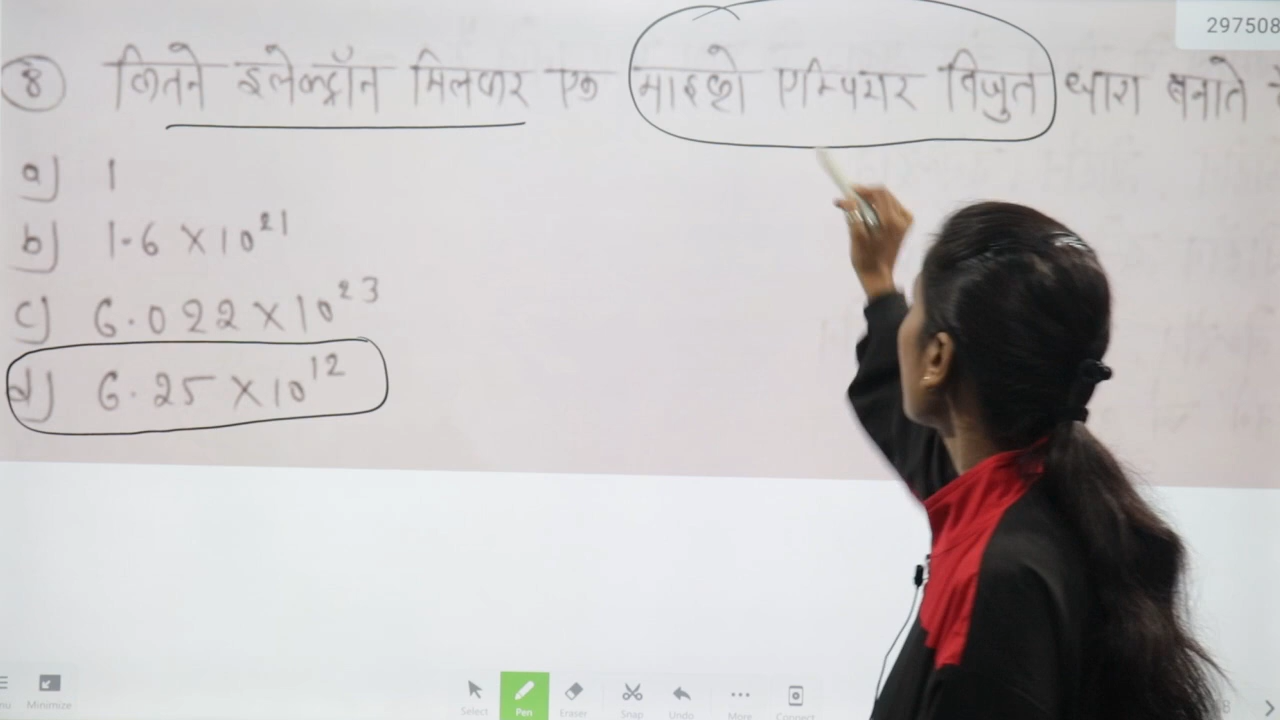 297508
8 कितने इलेक्ट्रॉन मिलकर एक माइक्रो एम्पियर विद्युत धारा बनाते
a) 1
b) 1.6 × 10²¹
c) 6.022 × 10²³
d) 6.25 × 10¹²
Minimize
Select Pen Eraser Snap Undo More Connect